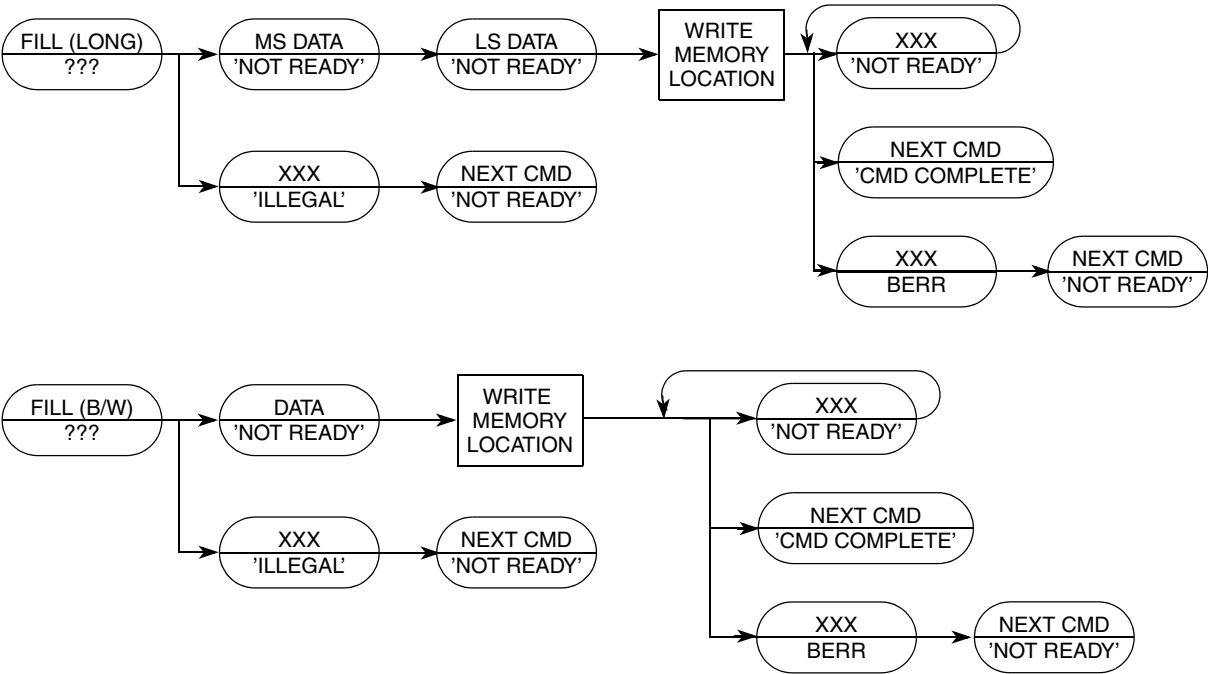 FILL (LONG)
???
MS DATA
'NOT READY'
LS DATA
'NOT READY'
WRITE
MEMORY
LOCATION
XXX
'NOT READY'
XXX
'ILLEGAL'
NEXT CMD
'NOT READY'
NEXT CMD
'CMD COMPLETE'
XXX
BERR
NEXT CMD
'NOT READY'
FILL (B/W)
???
DATA
'NOT READY'
WRITE
MEMORY
LOCATION
XXX
'NOT READY'
XXX
'ILLEGAL'
NEXT CMD
'NOT READY'
NEXT CMD
'CMD COMPLETE'
XXX
BERR
NEXT CMD
'NOT READY'